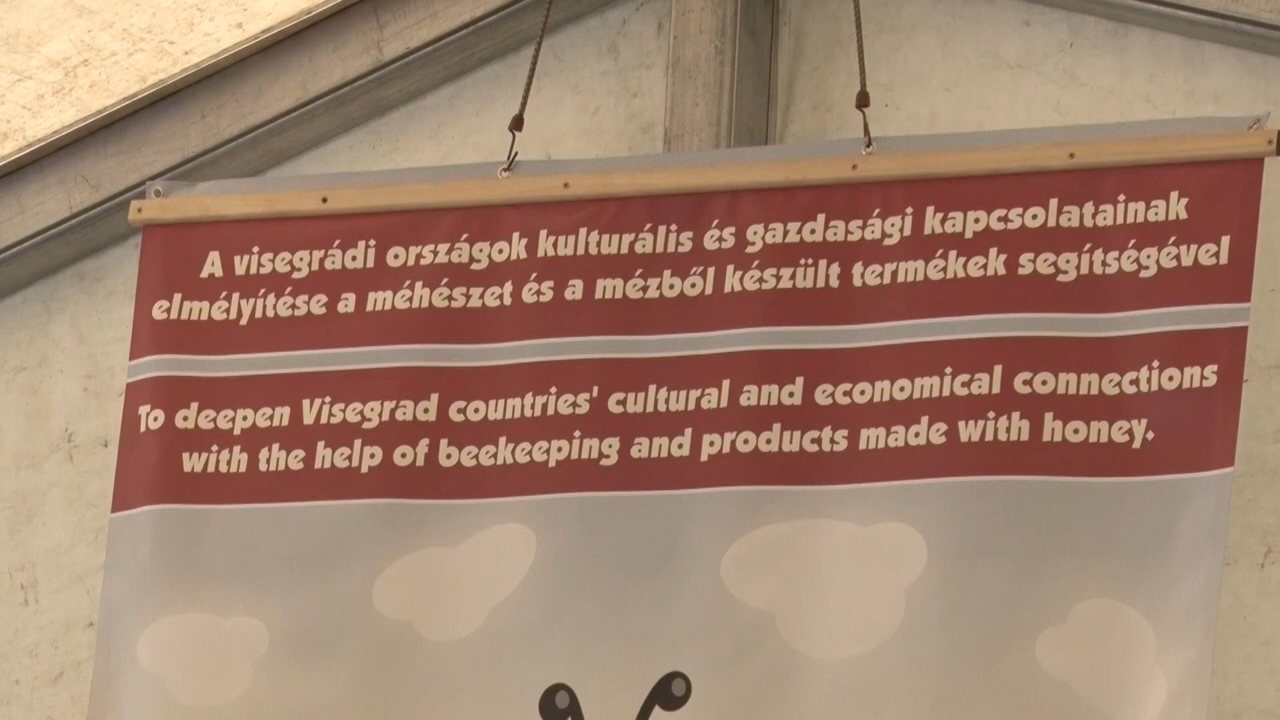 A visegrádi országok kulturális és gazdasági kapcsolatainak
elmélyítése a méhészet és a mézből készült termékek segítségével
To deepen Visegrad countries' cultural and economical connections
with the help of beekeeping and products made with honey.